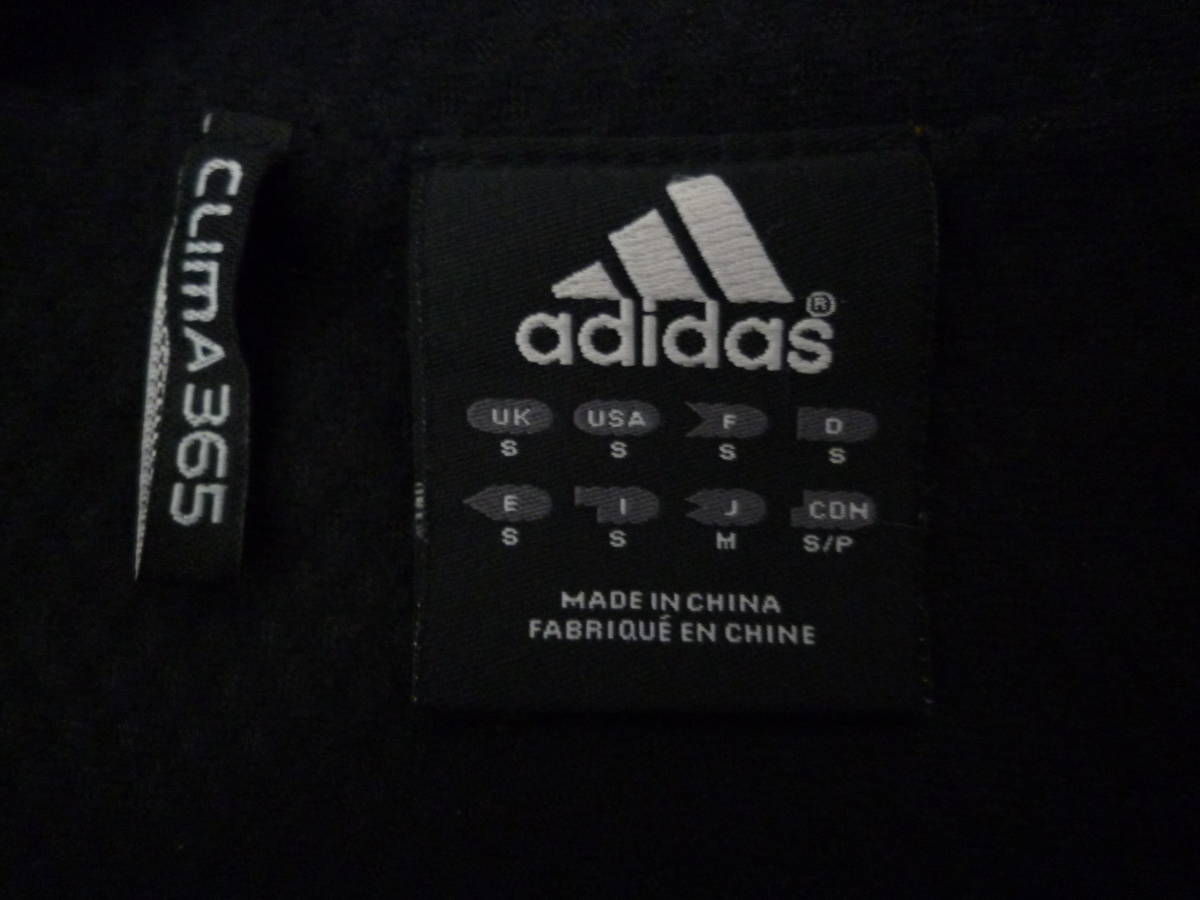 CLIMA 365
adidas®
UK USA F D
S S S S
E I J CDN
S S M S/P
MADE IN CHINA
FABRIQUÉ EN CHINE